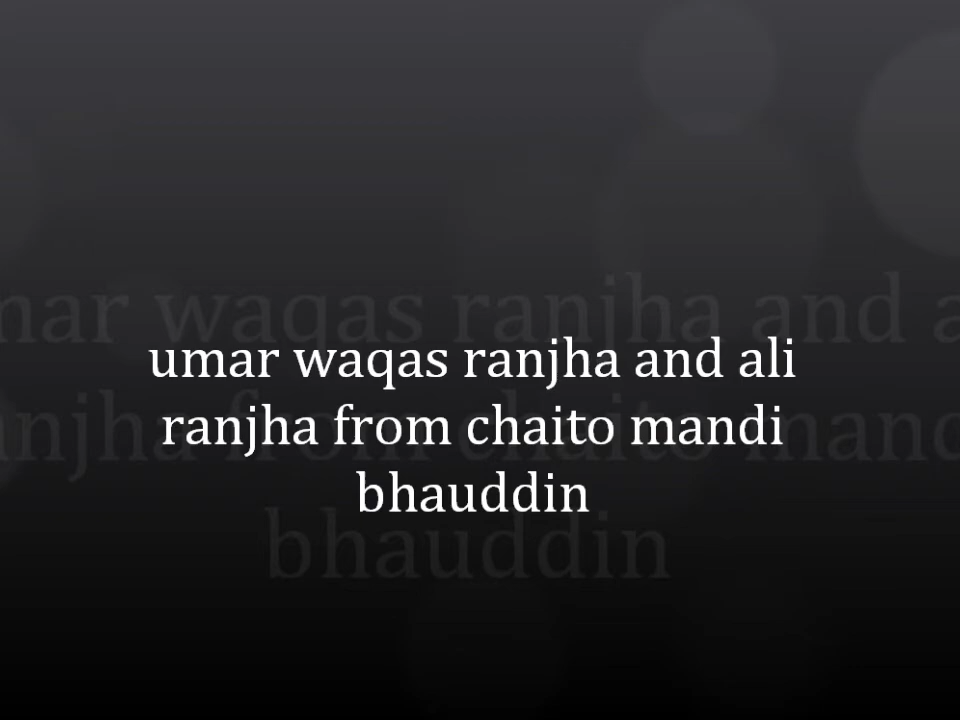 umar waqas ranjha and ali
ranjha from chaito mandi
bhauddin